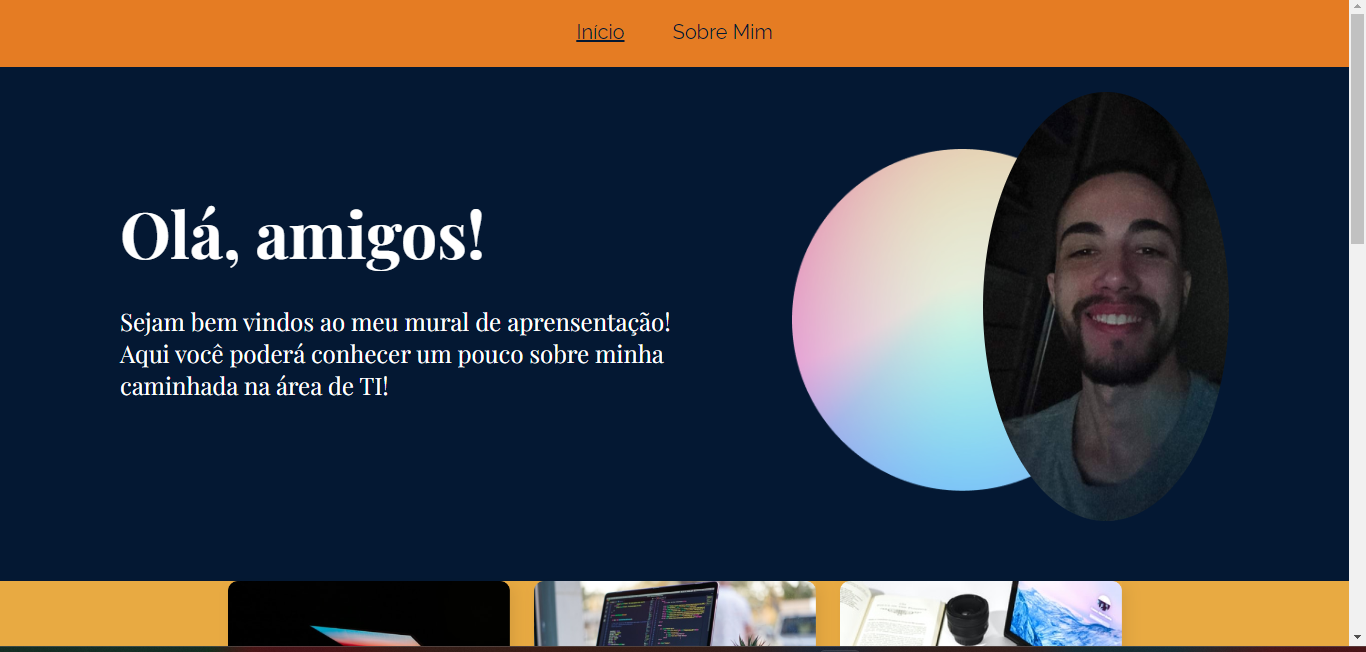 Início
Sobre Mim
Olá, amigos!
Sejam bem vindos ao meu mural de aprensentação!
Aqui você poderá conhecer um pouco sobre minha
caminhada na área de TI!